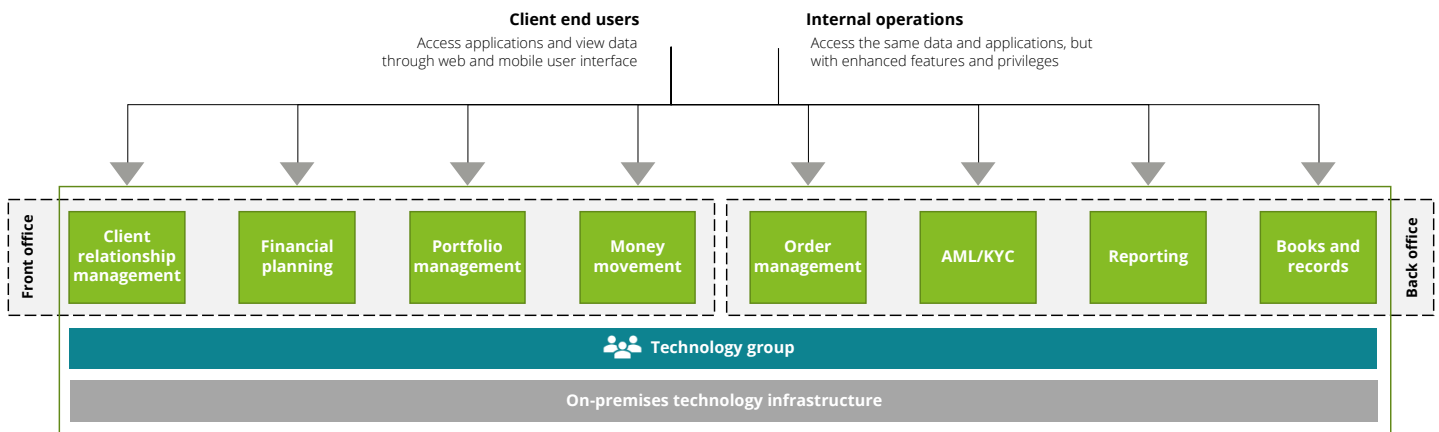 Client end users
Access applications and view data
through web and mobile user interface
Internal operations
Access the same data and applications, but
with enhanced features and privileges
Front office
Client
relationship
management
Financial
planning
Portfolio
management
Money
movement
Order
management
AML/KYC
Reporting
Books and
records
Back office
Technology group
On-premises technology infrastructure